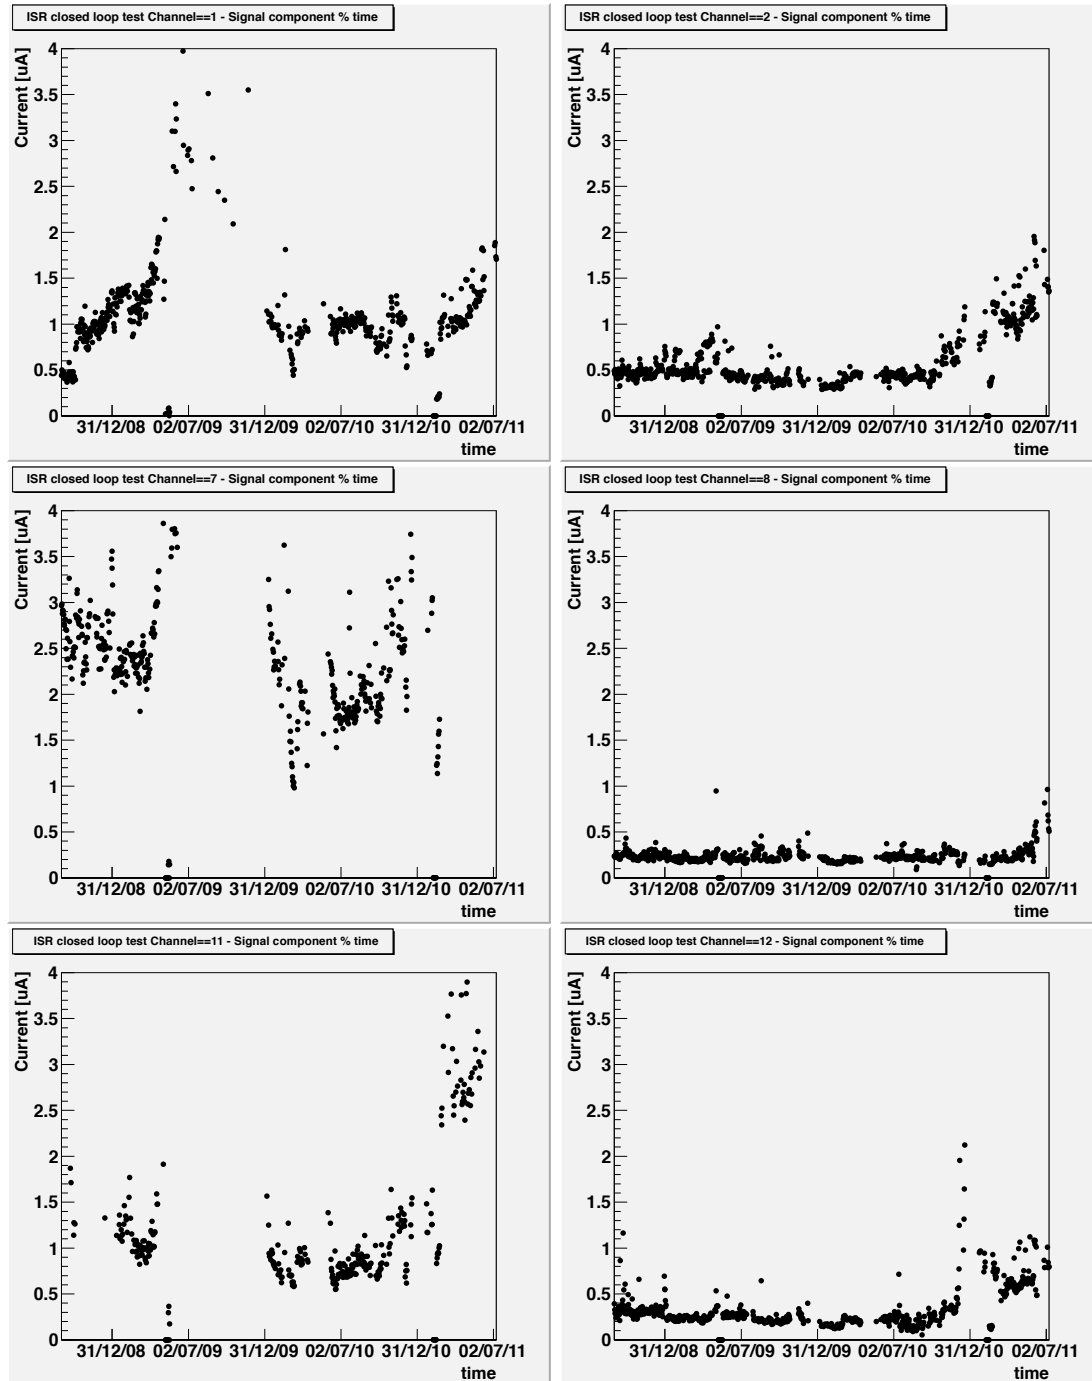 ISR closed loop test Channel==1 - Signal component % time
Current [uA]
4
3.5
3
2.5
2
1.5
1
0.5
0
31/12/08 02/07/09 31/12/09 02/07/10 31/12/10 02/07/11
time
ISR closed loop test Channel==2 - Signal component % time
Current [uA]
4
3.5
3
2.5
2
1.5
1
0.5
0
31/12/08 02/07/09 31/12/09 02/07/10 31/12/10 02/07/11
time
ISR closed loop test Channel==7 - Signal component % time
Current [uA]
4
3.5
3
2.5
2
1.5
1
0.5
0
31/12/08 02/07/09 31/12/09 02/07/10 31/12/10 02/07/11
time
ISR closed loop test Channel==8 - Signal component % time
Current [uA]
4
3.5
3
2.5
2
1.5
1
0.5
0
31/12/08 02/07/09 31/12/09 02/07/10 31/12/10 02/07/11
time
ISR closed loop test Channel==11 - Signal component % time
Current [uA]
4
3.5
3
2.5
2
1.5
1
0.5
0
31/12/08 02/07/09 31/12/09 02/07/10 31/12/10 02/07/11
time
ISR closed loop test Channel==12 - Signal component % time
Current [uA]
4
3.5
3
2.5
2
1.5
1
0.5
0
31/12/08 02/07/09 31/12/09 02/07/10 31/12/10 02/07/11
time